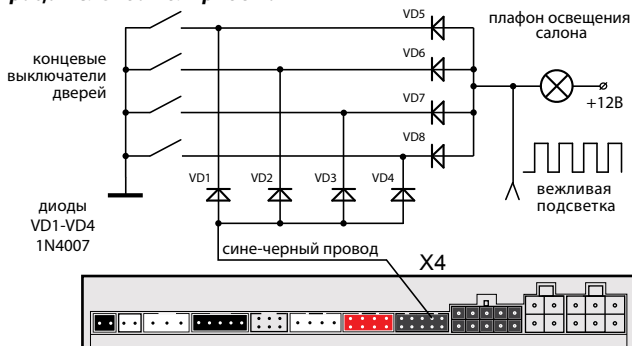 VD5
плафон освещения
салона
концевые
выключатели
дверей
VD6
+12В
VD7
VD8
VD1
VD2
VD3
VD4
вежливая
подсветка
диоды
VD1-VD4
1N4007
сине-черный провод
X4